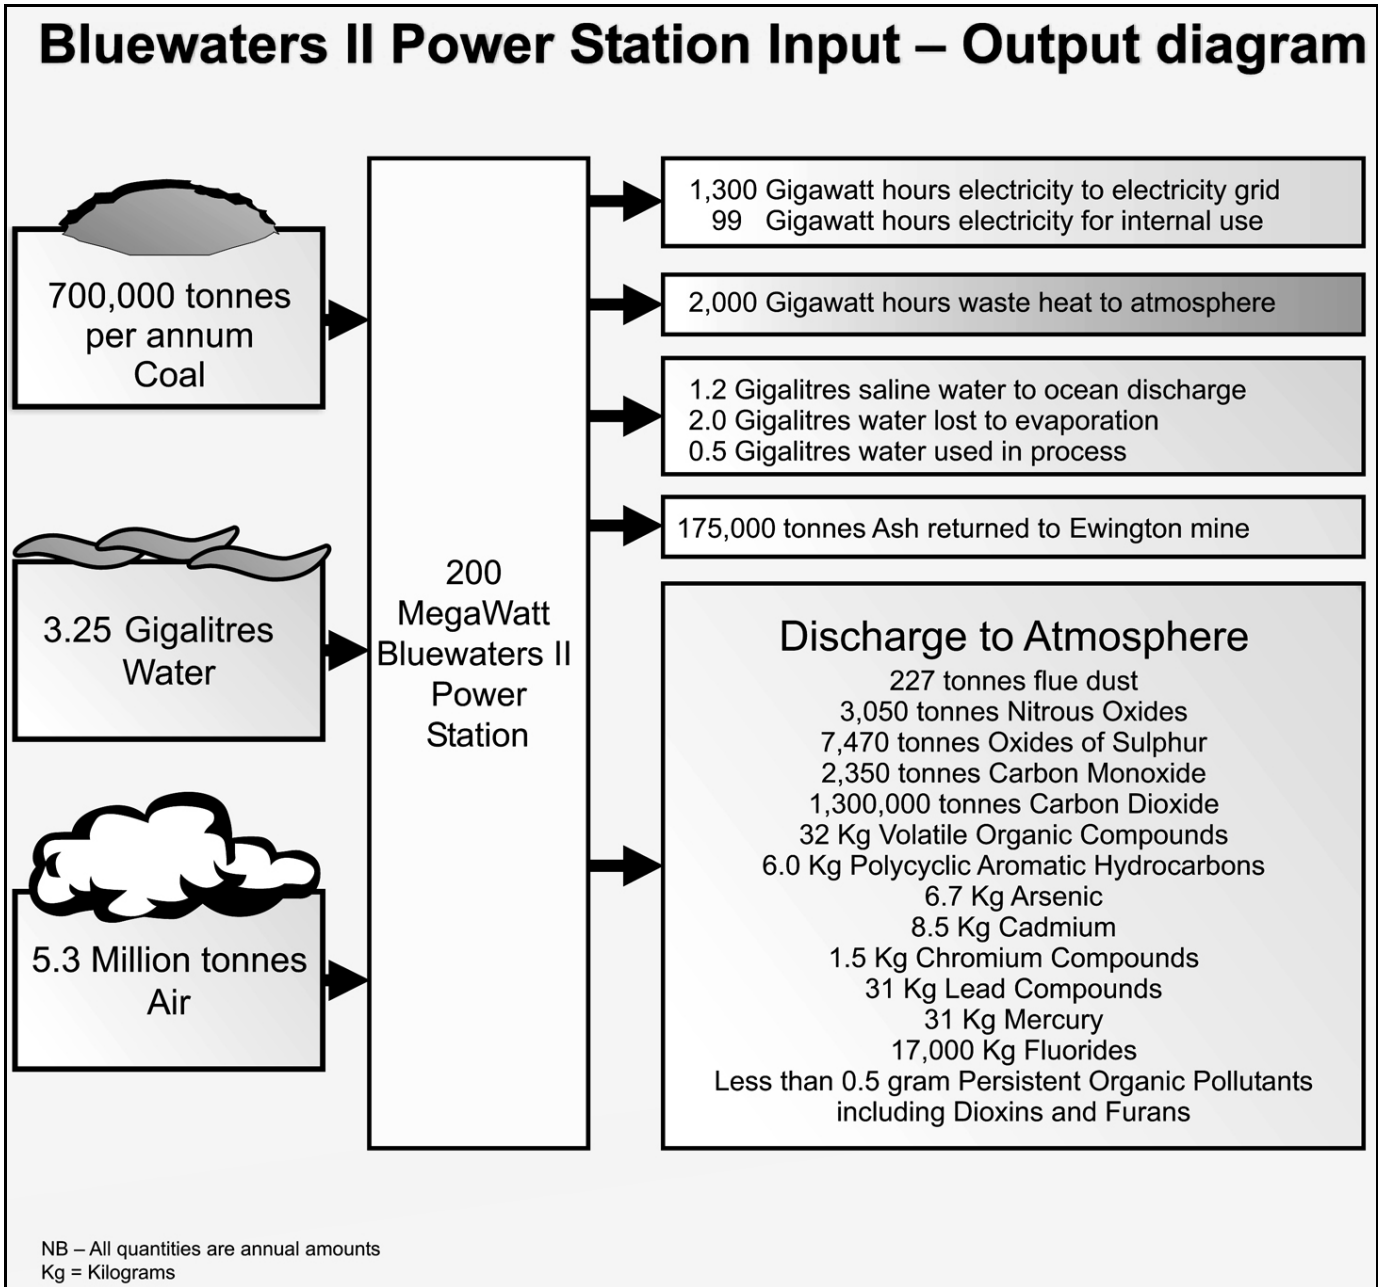 Bluewaters II Power Station Input – Output diagram
700,000 tonnes
per annum
Coal
3.25 Gigalitres
Water
5.3 Million tonnes
Air
200
MegaWatt
Bluewaters II
Power
Station
1,300 Gigawatt hours electricity to electricity grid
99 Gigawatt hours electricity for internal use
2,000 Gigawatt hours waste heat to atmosphere
1.2 Gigalitres saline water to ocean discharge
2.0 Gigalitres water lost to evaporation
0.5 Gigalitres water used in process
175,000 tonnes Ash returned to Ewington mine
Discharge to Atmosphere
227 tonnes flue dust
3,050 tonnes Nitrous Oxides
7,470 tonnes Oxides of Sulphur
2,350 tonnes Carbon Monoxide
1,300,000 tonnes Carbon Dioxide
32 Kg Volatile Organic Compounds
6.0 Kg Polycyclic Aromatic Hydrocarbons
6.7 Kg Arsenic
8.5 Kg Cadmium
1.5 Kg Chromium Compounds
31 Kg Lead Compounds
31 Kg Mercury
17,000 Kg Fluorides
Less than 0.5 gram Persistent Organic Pollutants
including Dioxins and Furans
NB – All quantities are annual amounts
Kg = Kilograms